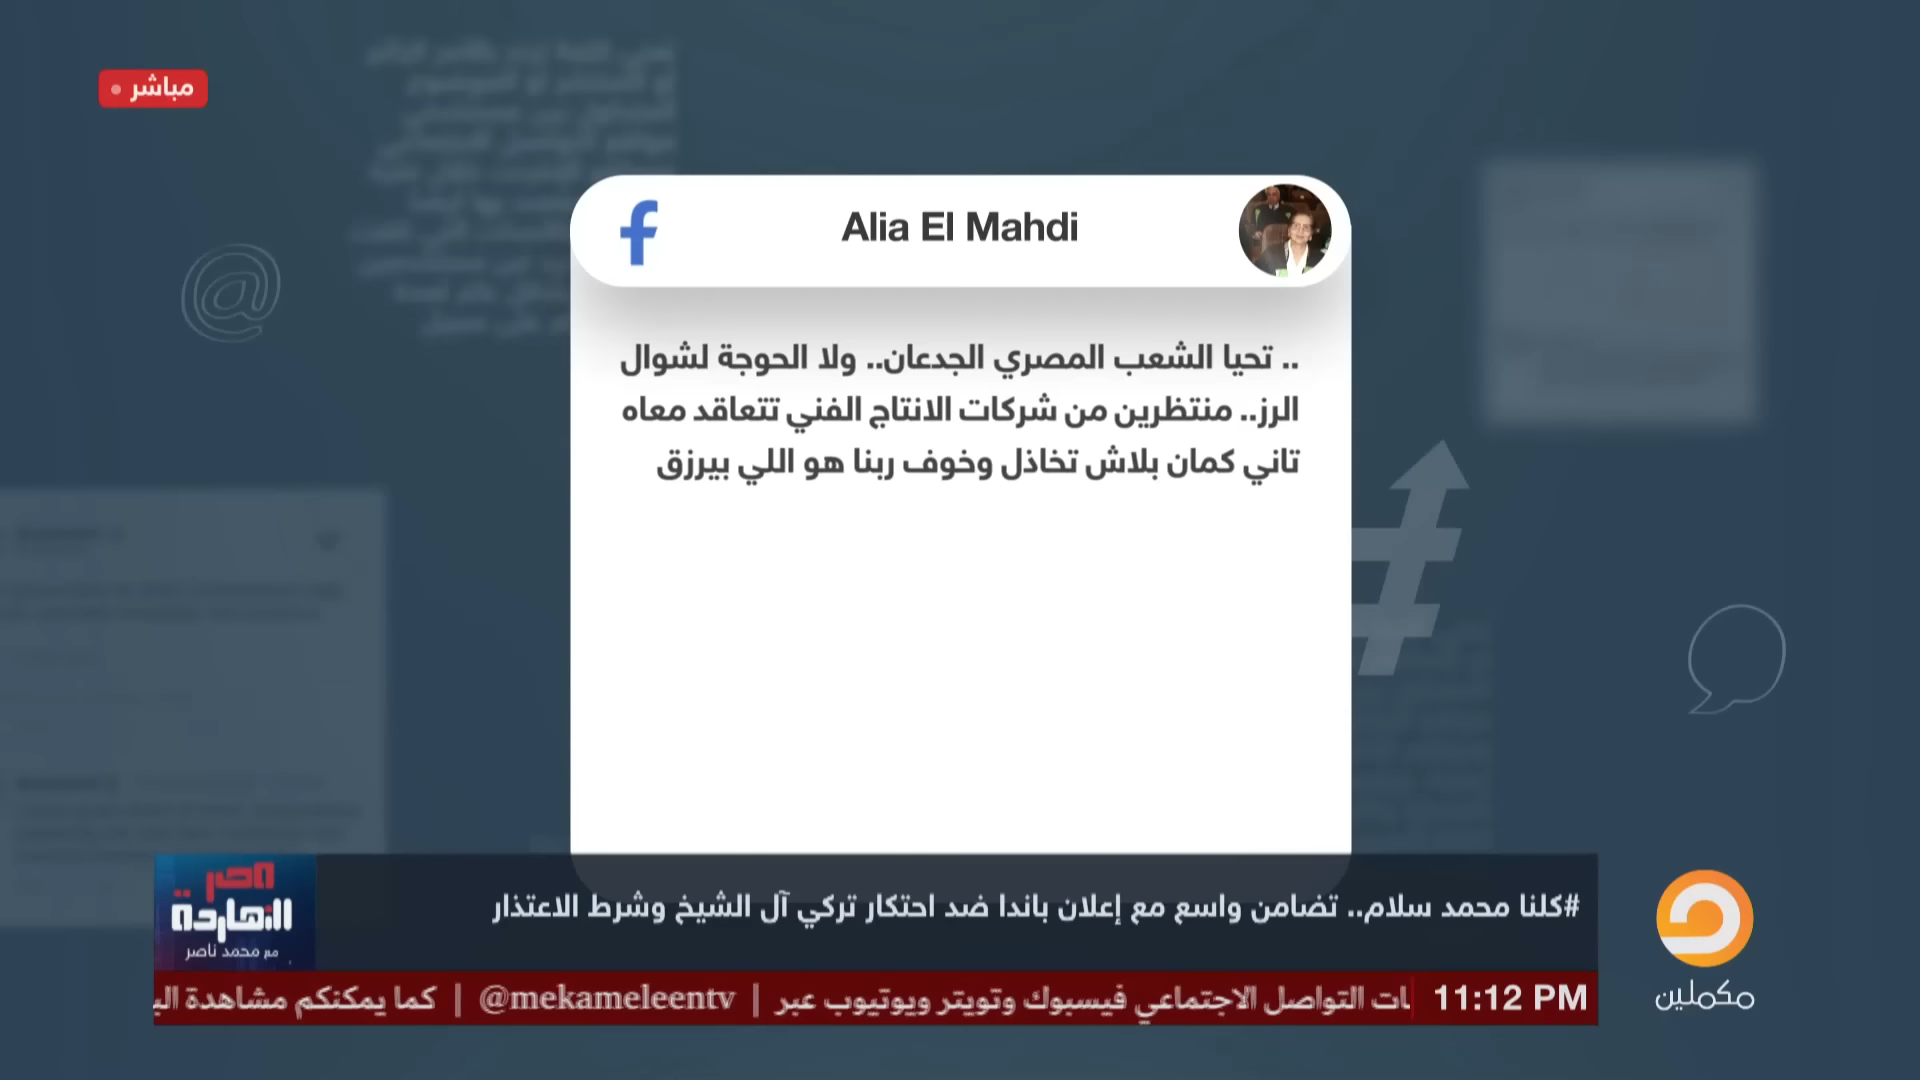 مباشر
Alia El Mahdi
.. تحيا الشعب المصري الجدعان.. ولا الحوجة لشوال
الرز.. منتظرين من شركات الانتاج الفني تتعاقد معاه
تاني كمان بلاش تخاذل وخوف ربنا هو اللي بيرزق
#كلنا محمد سلام.. تضامن واسع مع إعلان باندا ضد احتكار تركي آل الشيخ وشرط الاعتذار
مصر
النهاردة
مع محمد ناصر
11:12 PM
التواصل الاجتماعي فيسبوك وتويتر ويوتيوب عبر | @mekameleentv | كما يمكنكم مشاهدة
مكملين